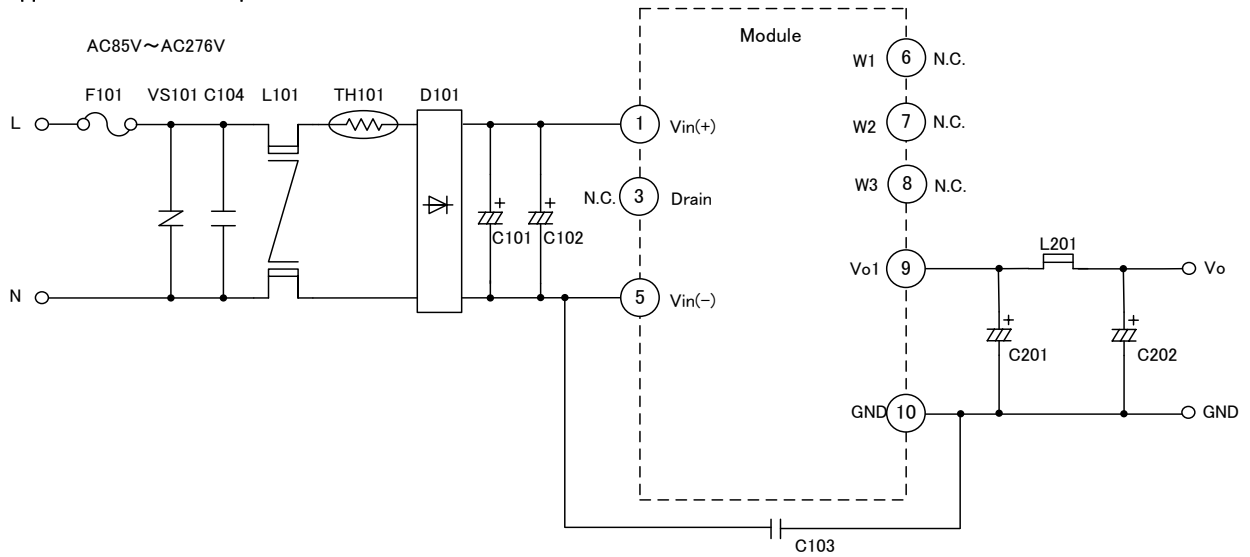 AC85V～AC276V
F101 VS101 C104 L101 TH101 D101
Module
L
N
C101 + C102 +
1 Vin(+)
N.C. 3 Drain
5 Vin(-)
W1 6 N.C.
W2 7 N.C.
W3 8 N.C.
Vo1 9
L201
Vo
+ C201
+ C202
GND 10
GND
C103